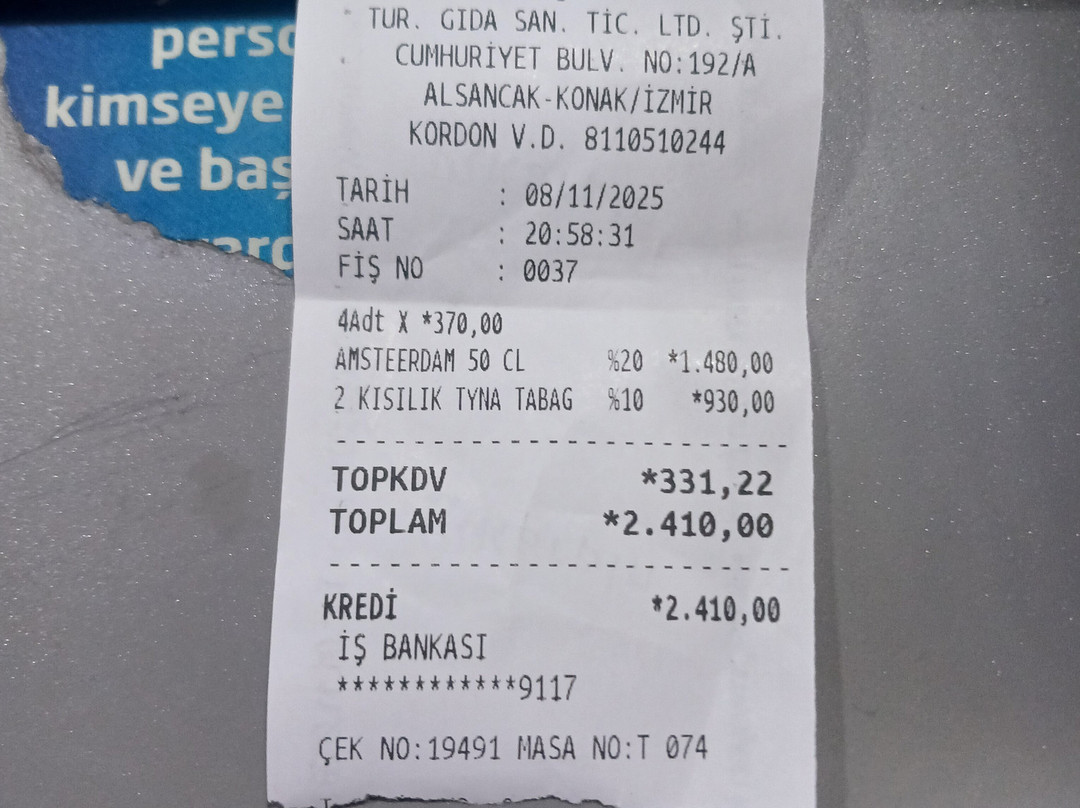 kimseye
ve baş
TUR. GIDA SAN. TİC. LTD. ŞTİ.
CUMHURİYET BULV. NO:192/A
ALSANCAK-KONAK/İZMİR
KORDON V.D. 8110510244
TARİH : 08/11/2025
SAAT : 20:58:31
FİŞ NO : 0037
4Adt X *370,00
AMSTEERDAM 50 CL %20 *1.480,00
2 KISILIK TYNA TABAG %10 *930,00
TOPKDV *331,22
TOPLAM *2.410,00
KREDİ *2.410,00
İŞ BANKASI
************9117
ÇEK NO:19491 MASA NO:T 074